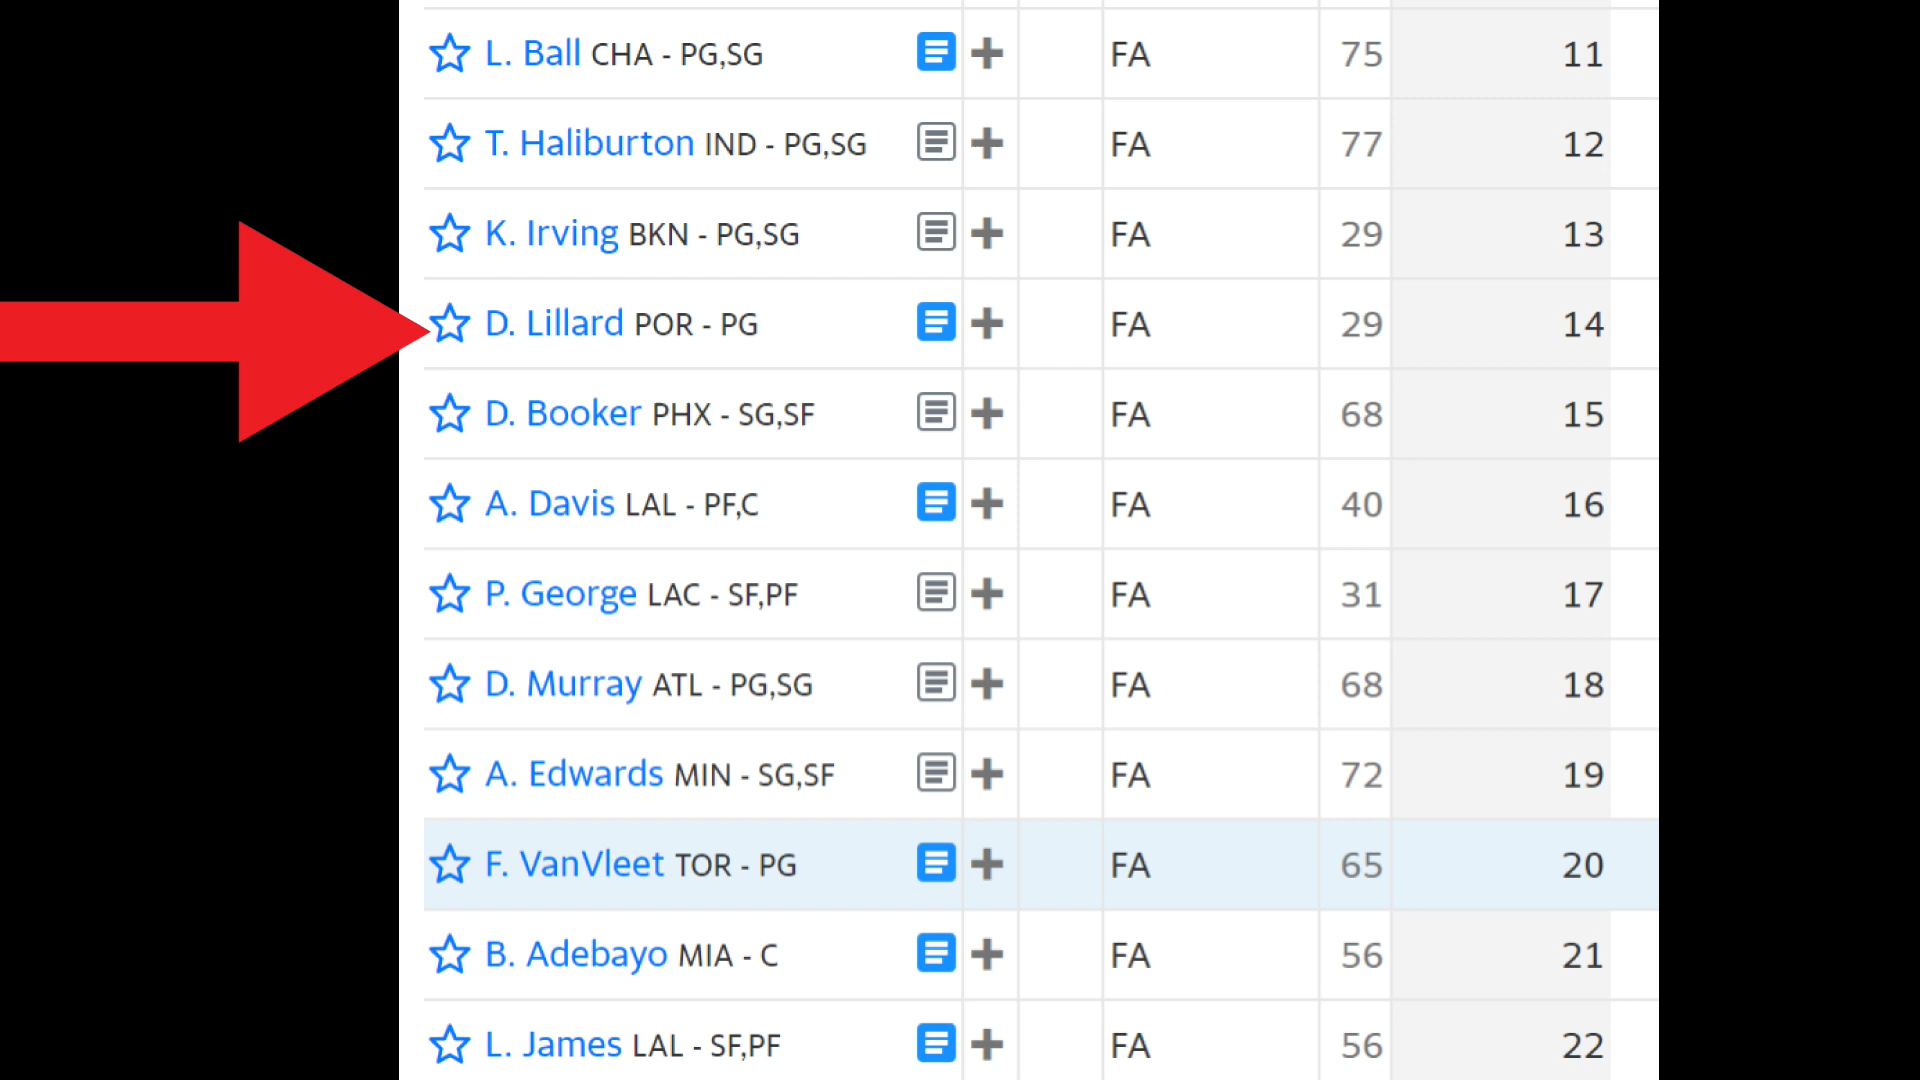 L. Ball CHA - PG,SG FA 75 11
T. Haliburton IND - PG,SG FA 77 12
K. Irving BKN - PG,SG FA 29 13
D. Lillard POR - PG FA 29 14
D. Booker PHX - SG,SF FA 68 15
A. Davis LAL - PF,C FA 40 16
P. George LAC - SF,PF FA 31 17
D. Murray ATL - PG,SG FA 68 18
A. Edwards MIN - SG,SF FA 72 19
F. VanVleet TOR - PG FA 65 20
B. Adebayo MIA - C FA 56 21
L. James LAL - SF,PF FA 56 22